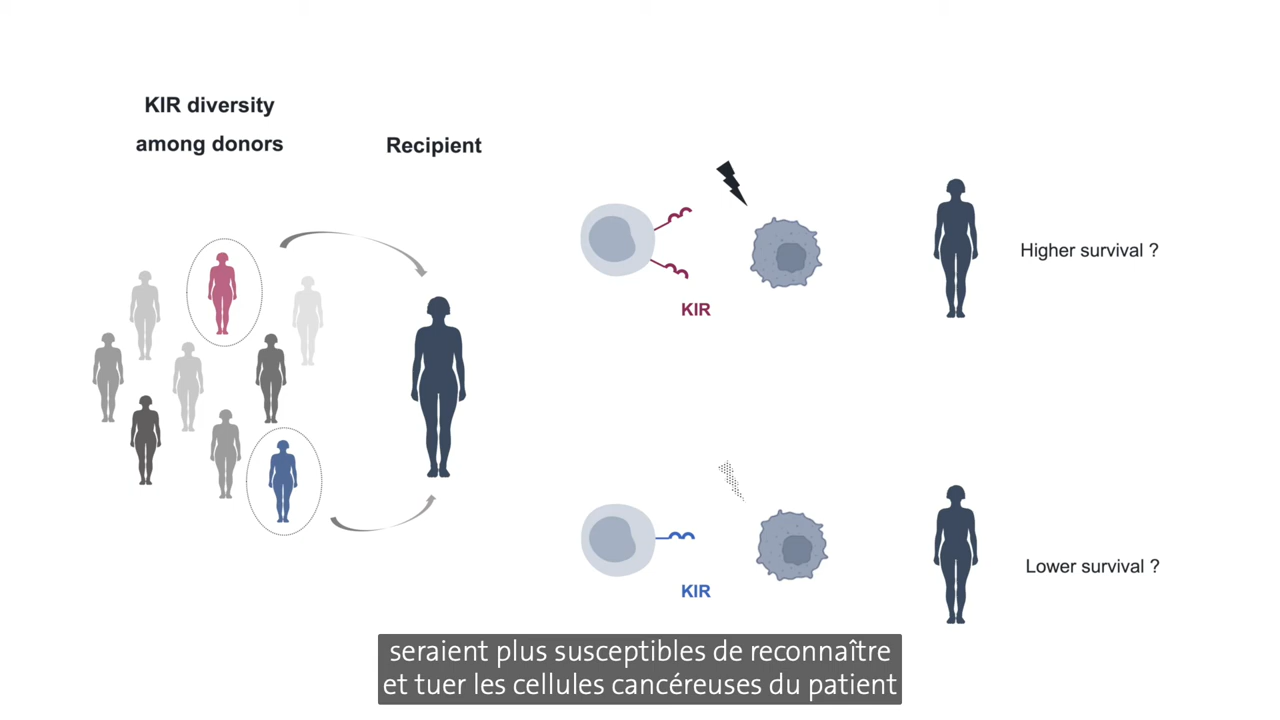 KIR diversity
among donors
Recipient
KIR
Higher survival ?
KIR
Lower survival ?
seraient plus susceptibles de reconnaître
et tuer les cellules cancéreuses du patient